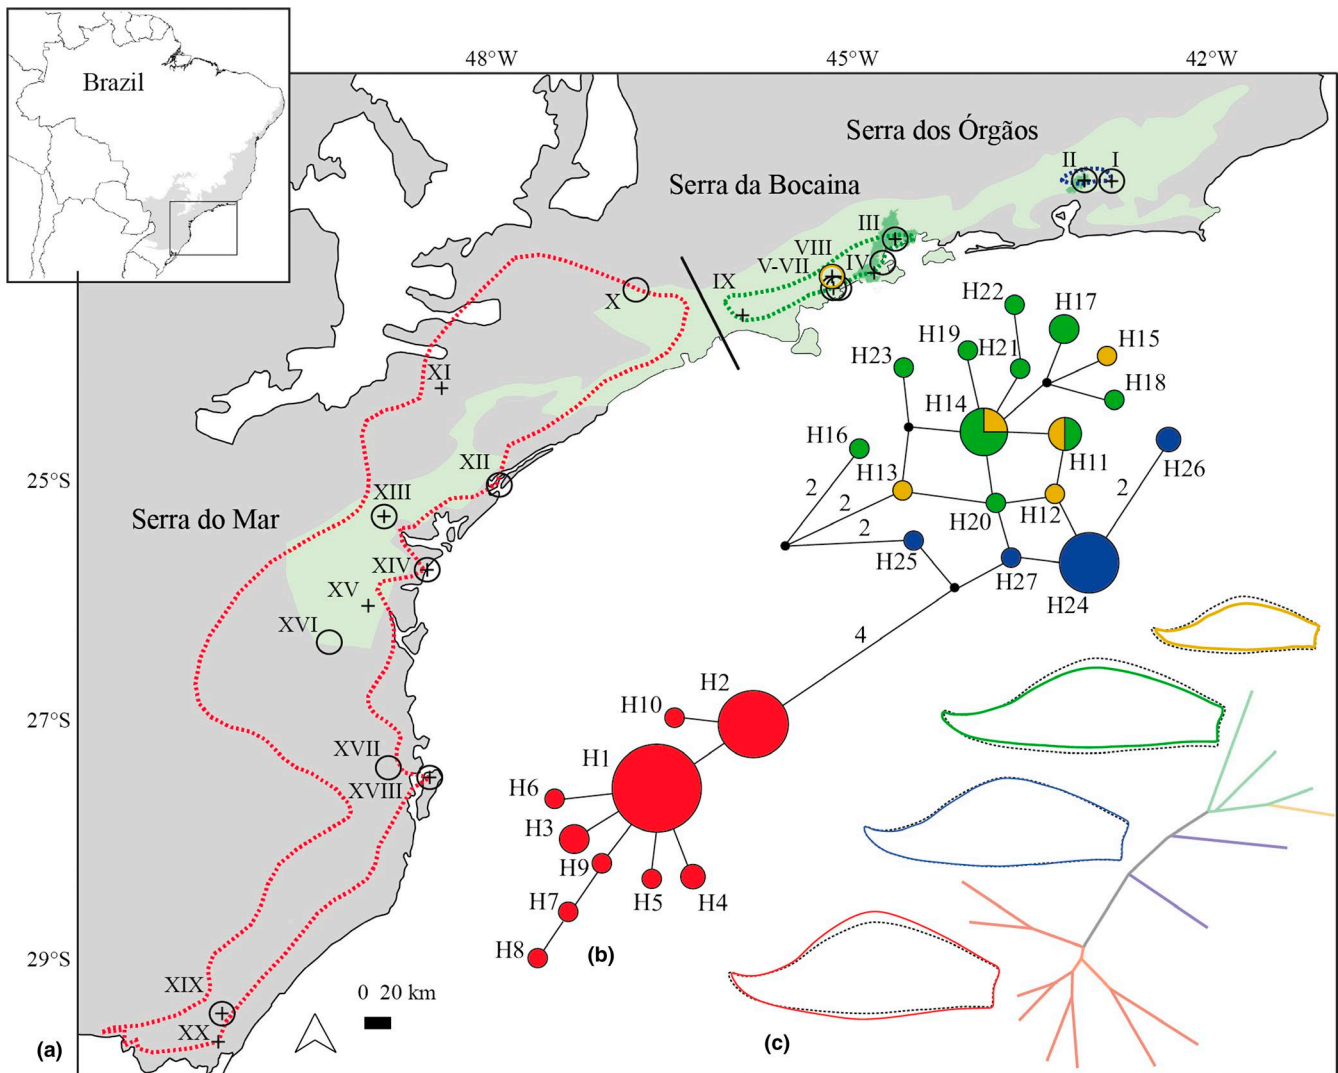 48°W
45°W
42°W
Brazil
Serra dos Órgãos
II
I
Serra da Bocaina
III
VIII
V-VII
IV
IX
X
H22
H17
H19
H21
H15
H23
XI
H18
H14
H16
H11
H26
XII
25°S
H13
2
2
2
XIII
Serra do Mar
H20
H12
2
H25
XIV
H27
XV
H24
XVI
4
H2
27°S
H10
XVII
H1
XVIII
H6
H3
H9
H5
H4
H7
H8
(b)
29°S
XIX
0 20 km
XX
(a)
(c)